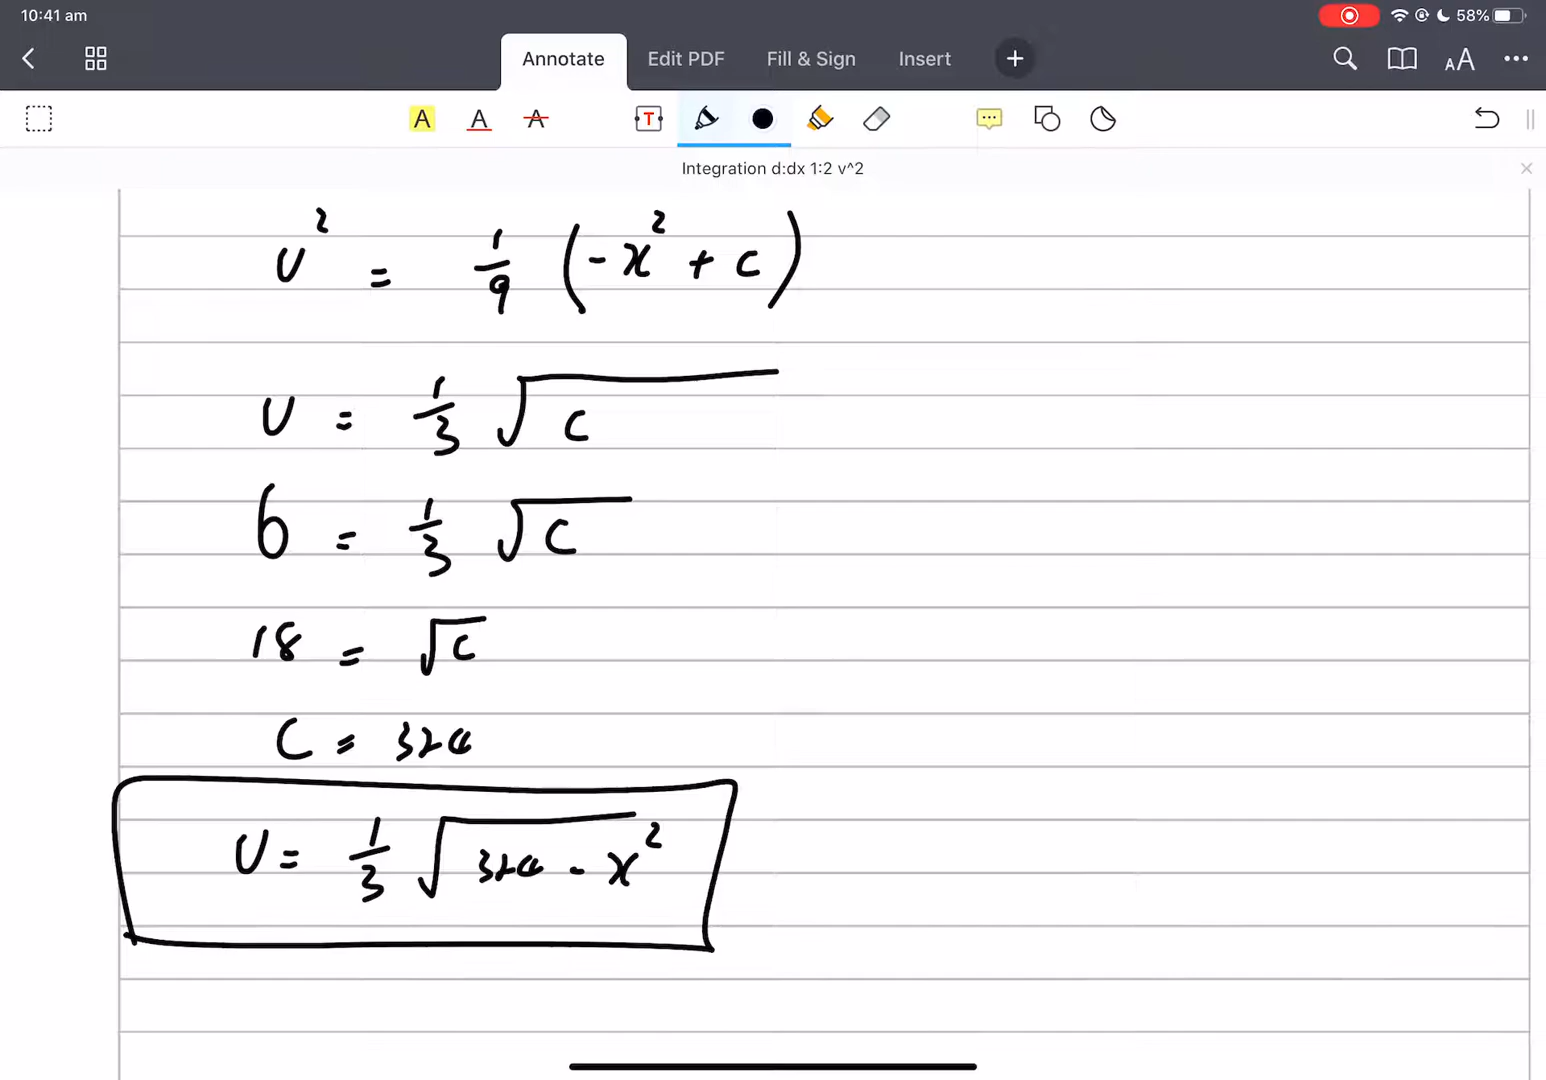 10:41 am 58%
Annotate Edit PDF Fill & Sign Insert + AA
A A A T
Integration d:dx 1:2 v^2
v² = 1/9 (-x² + c)
v = 1/3 √c
6 = 1/3 √c
18 = √c
C = 324
v = 1/3 √(324 - x²)